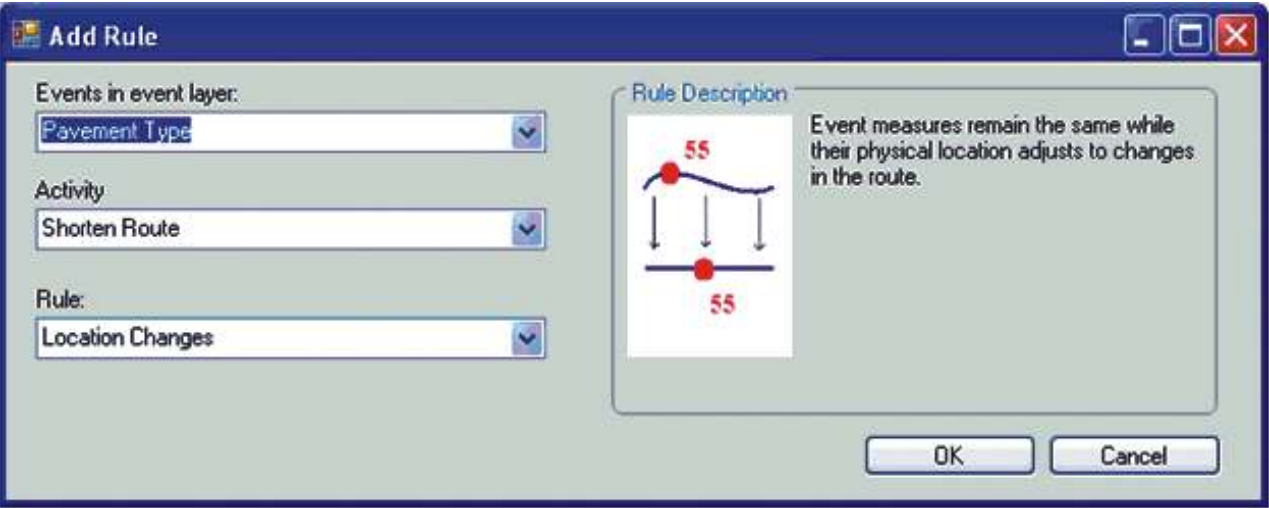 Add Rule
Events in event layer:
Pavement Type
Activity
Shorten Route
Rule:
Location Changes
Rule Description
55
55
Event measures remain the same while
their physical location adjusts to changes
in the route.
OK
Cancel